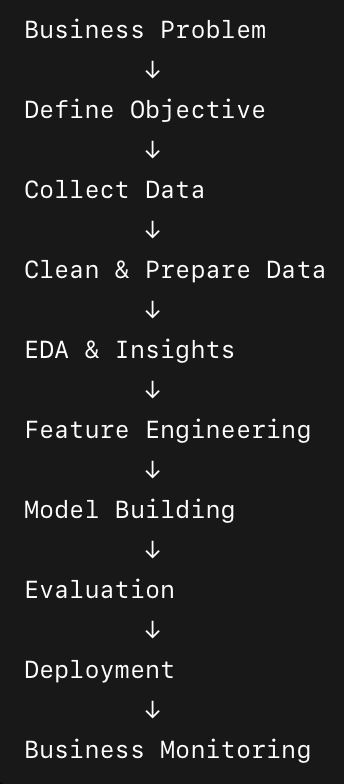 Business Problem
↓
Define Objective
↓
Collect Data
↓
Clean & Prepare Data
↓
EDA & Insights
↓
Feature Engineering
↓
Model Building
↓
Evaluation
↓
Deployment
↓
Business Monitoring